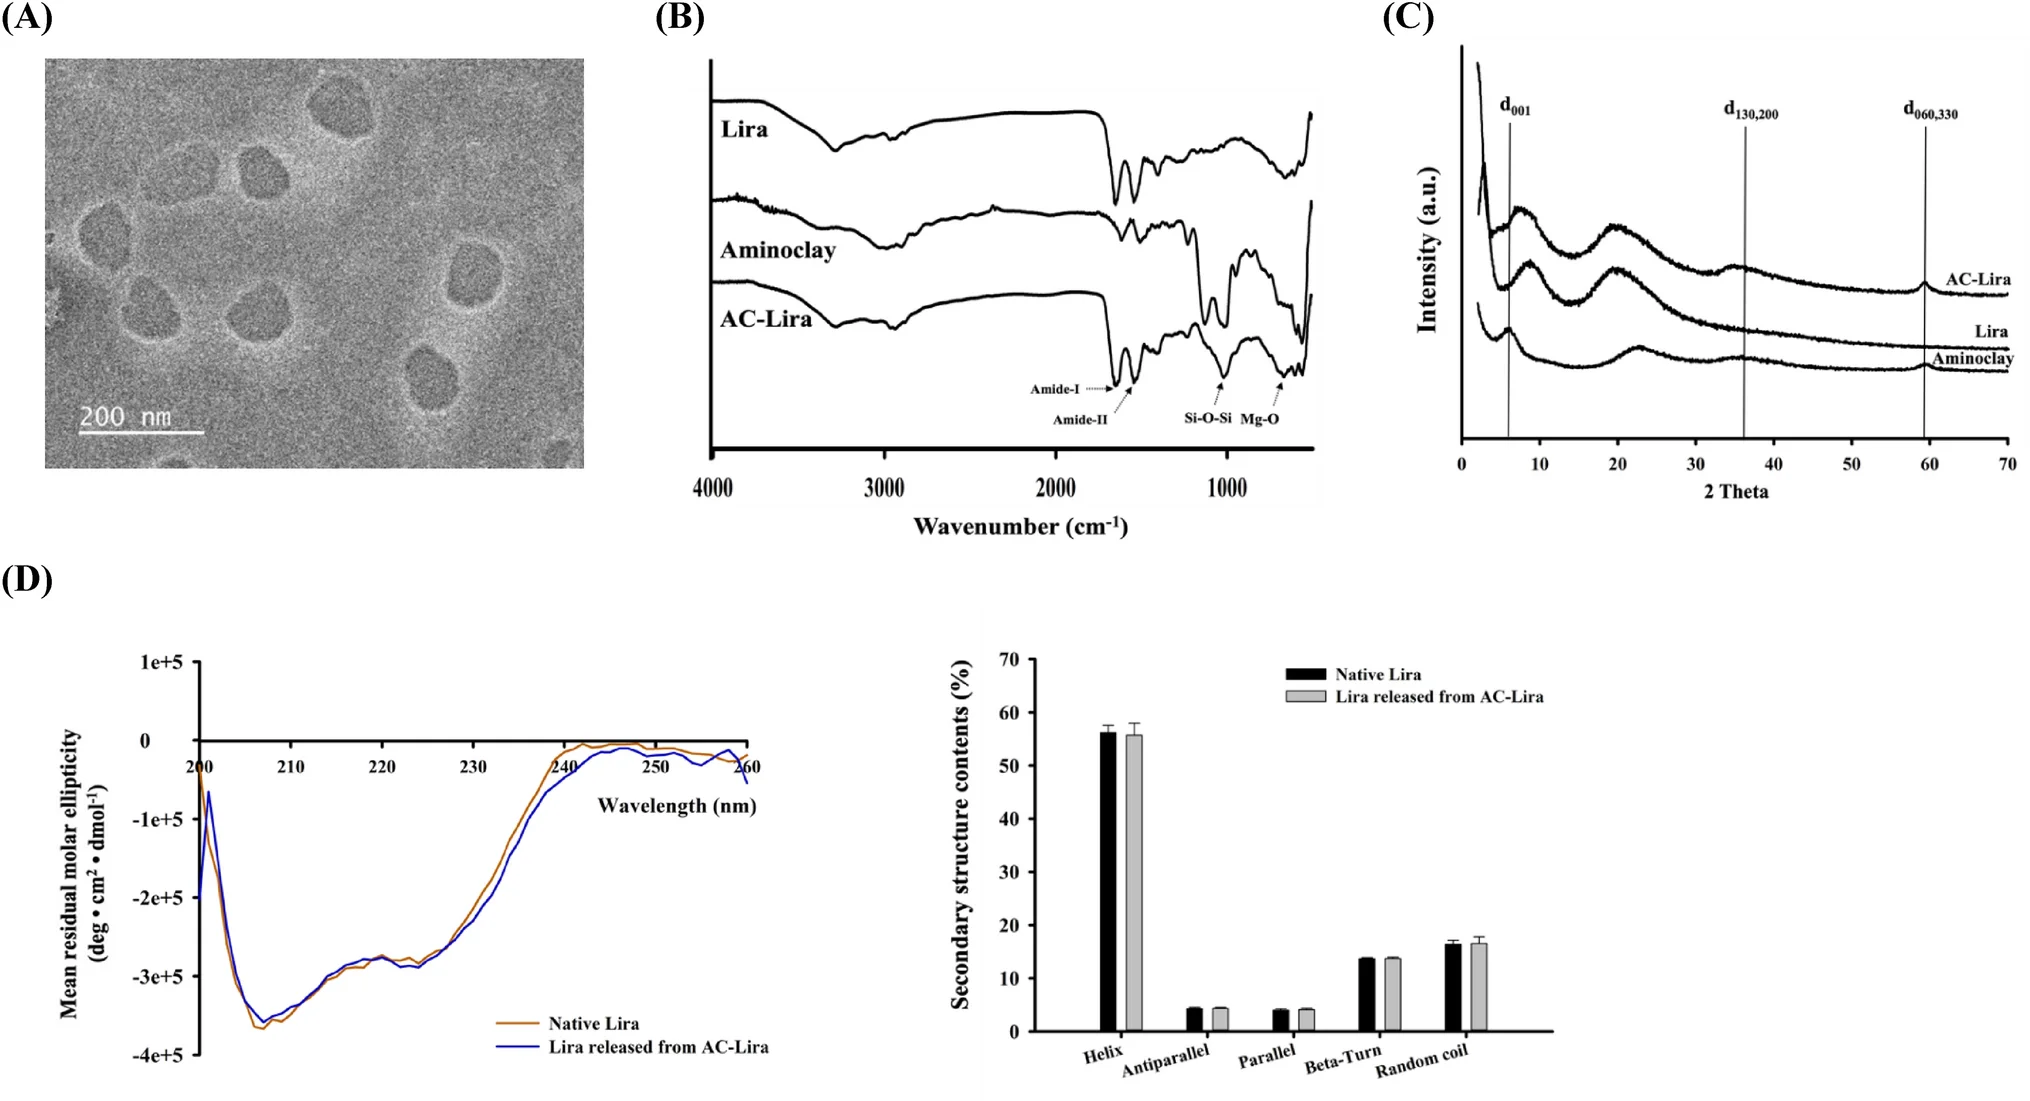 (A)
(B)
(C)
200 nm
Lira
Aminoclay
AC-Lira
Amide-I
Amide-II
Si-O-Si Mg-O
4000 3000 2000 1000
Wavenumber (cm⁻¹)
Intensity (a.u.)
d₀₀₁
d₁₃₀,₂₀₀
d₀₆₀,₃₃₀
AC-Lira
Lira
Aminoclay
0 10 20 30 40 50 60 70
2 Theta
(D)
Mean residual molar ellipticity
(deg • cm² • dmol⁻¹)
1e+5
0
-1e+5
-2e+5
-3e+5
-4e+5
200 210 220 230 240 250 260
Wavelength (nm)
Native Lira
Lira released from AC-Lira
Secondary structure contents (%)
70
60
50
40
30
20
10
0
Native Lira
Lira released from AC-Lira
Helix
Antiparallel
Parallel
Beta-Turn
Random coil